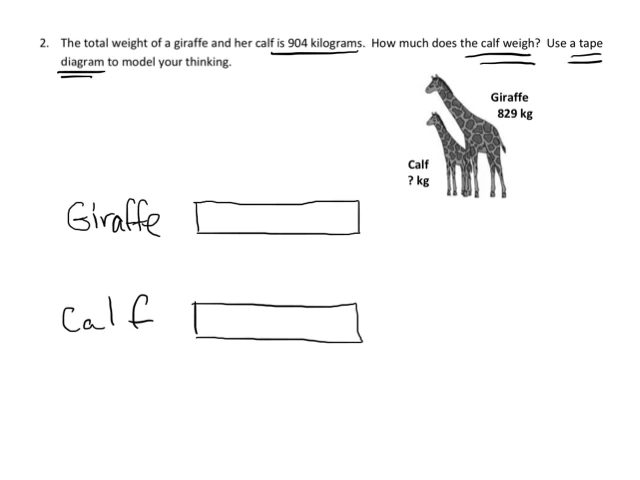 2. The total weight of a giraffe and her calf is 904 kilograms. How much does the calf weigh? Use a tape
diagram to model your thinking.
Giraffe
829 kg
Calf
? kg
Giraffe
Calf